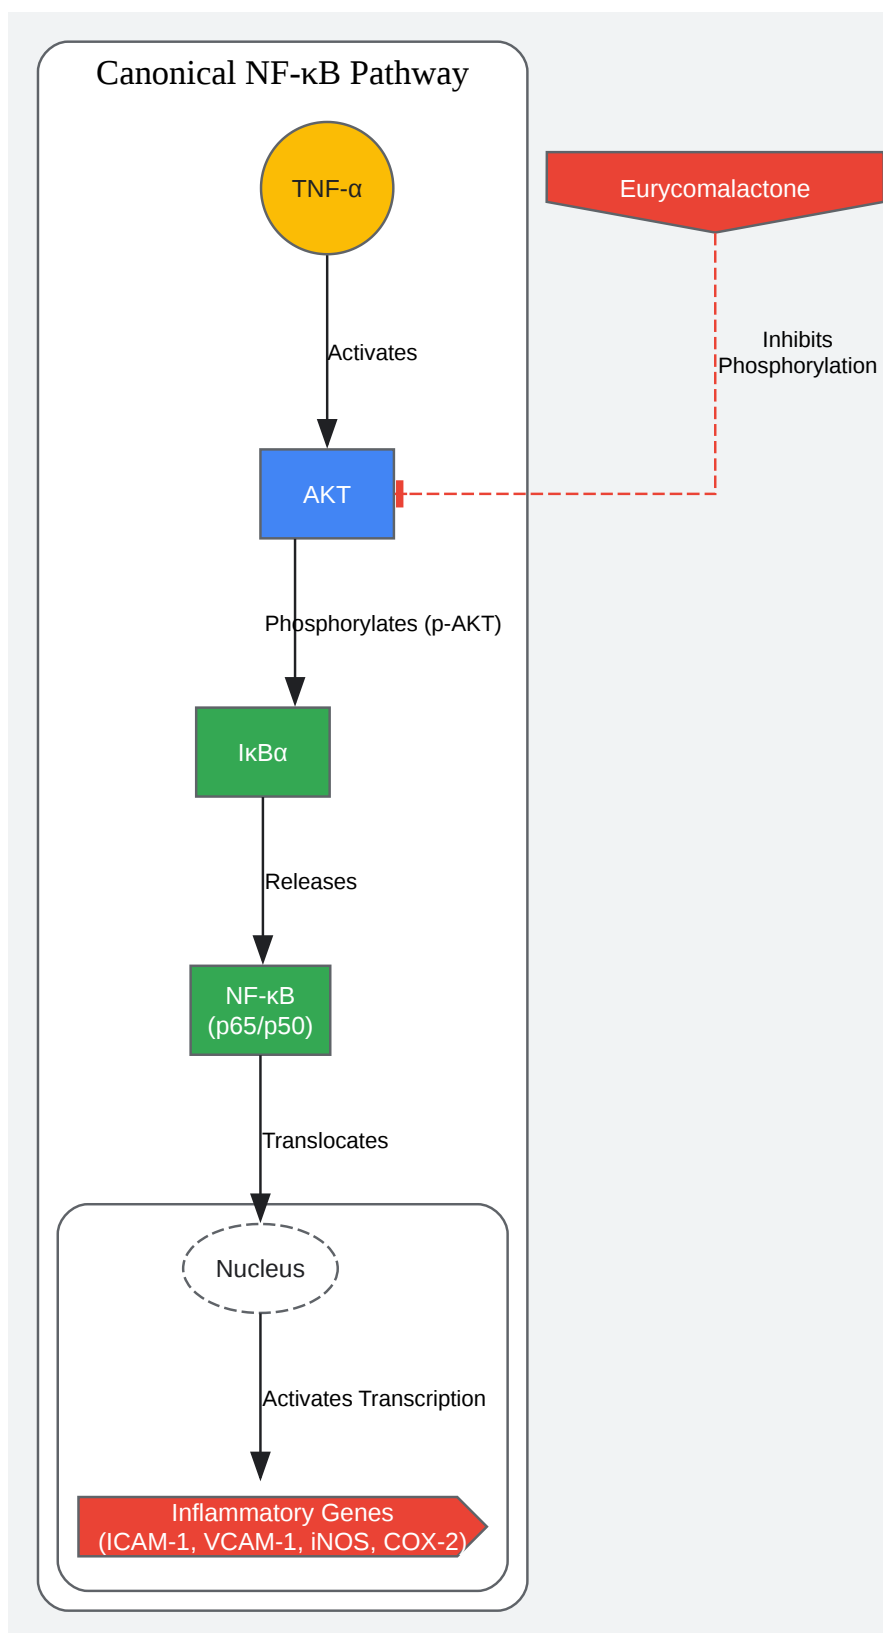 Canonical NF-κB Pathway
TNF-α
Eurycomalactone
Inhibits
Phosphorylation
Activates
AKT
Phosphorylates (p-AKT)
IκBα
Releases
NF-κB
(p65/p50)
Translocates
Nucleus
Activates Transcription
Inflammatory Genes
(ICAM-1, VCAM-1, iNOS, COX-2)